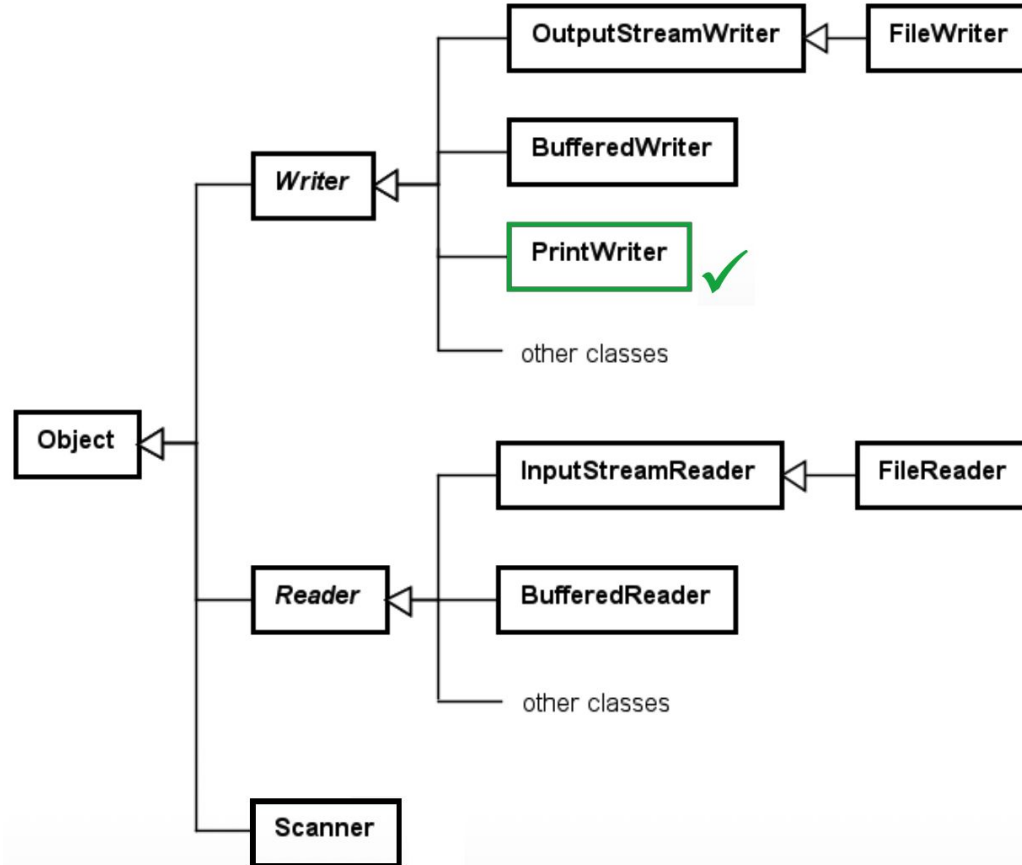 OutputStreamWriter
FileWriter
BufferedWriter
Writer
PrintWriter
other classes
Object
InputStreamReader
FileReader
Reader
BufferedReader
other classes
Scanner